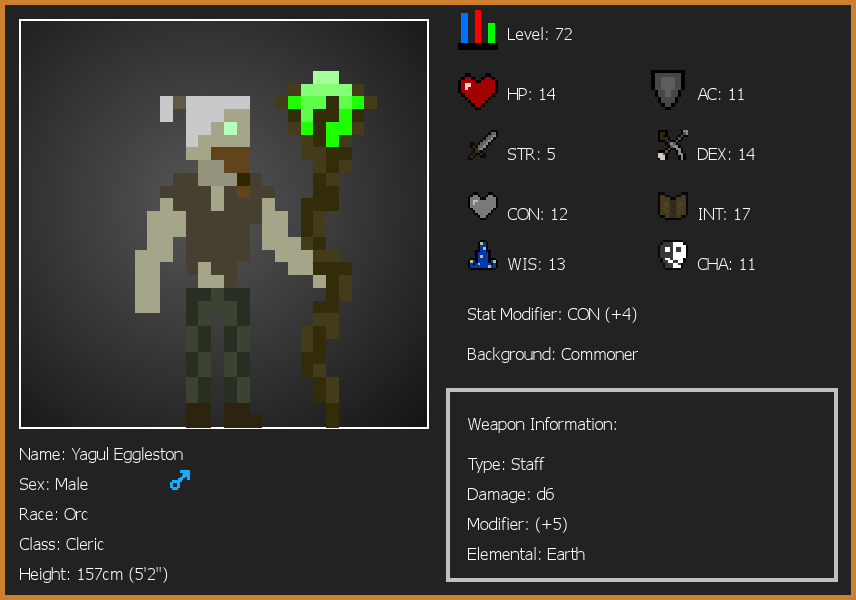 Level: 72
HP: 14
AC: 11
STR: 5
DEX: 14
CON: 12
INT: 17
WIS: 13
CHA: 11
Stat Modifier: CON (+4)
Background: Commoner
Weapon Information:
Type: Staff
Damage: d6
Modifier: (+5)
Elemental: Earth
Name: Yagul Eggleston
Sex: Male
Race: Orc
Class: Cleric
Height: 157cm (5'2")